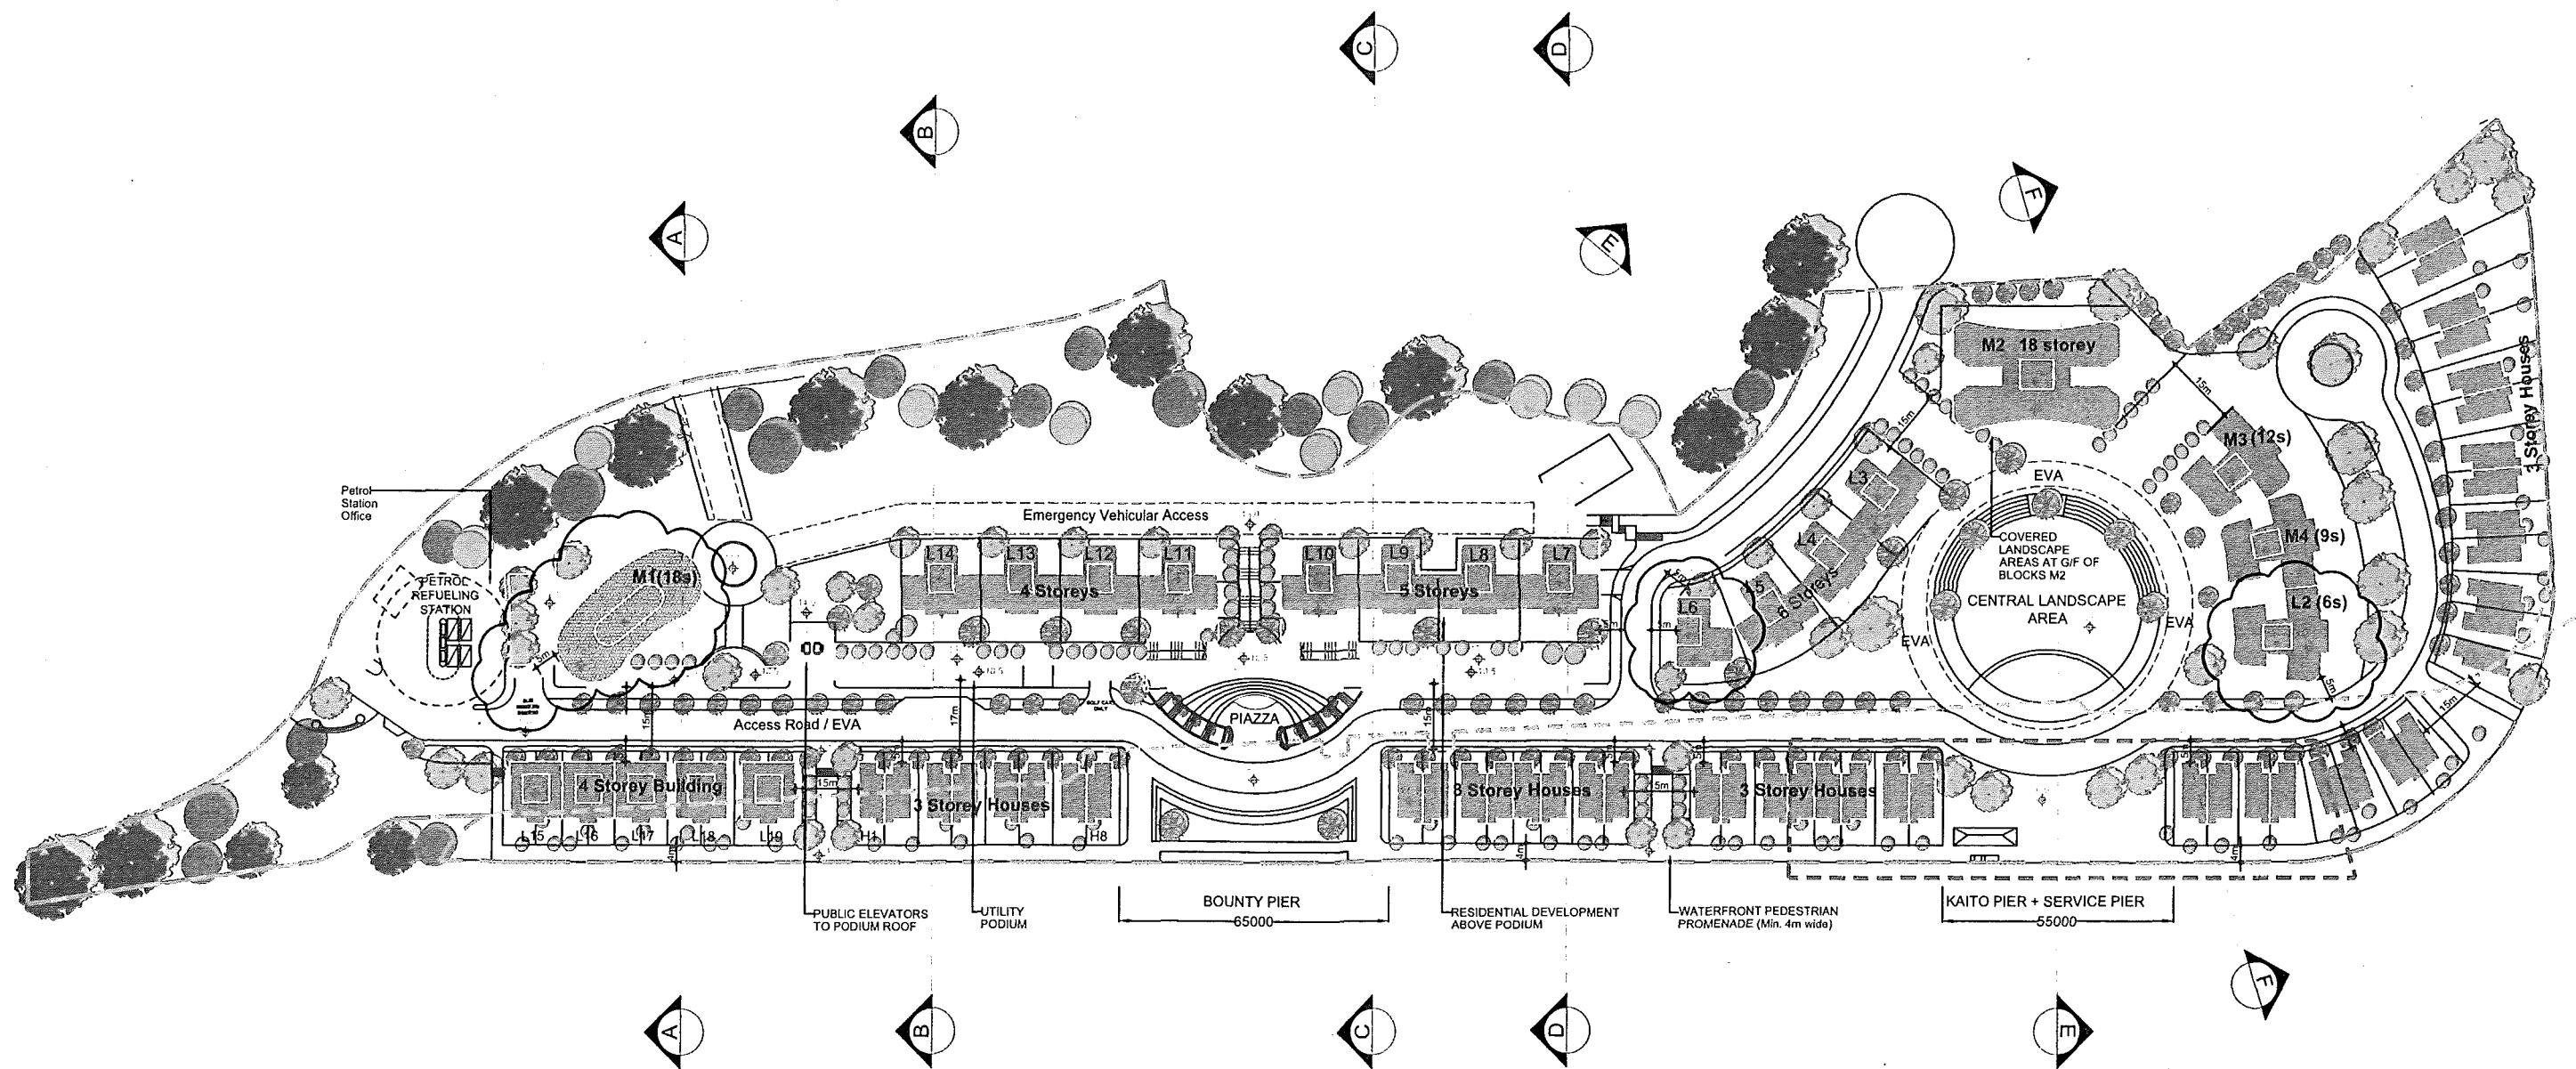 C
D
B
A
E
F
M2 18 storey
15m
15m
3 Storey Houses
M3 (12s)
L3
EVA
Petrol
Station
Office
Emergency Vehicular Access
COVERED
LANDSCAPE
AREAS AT G/F OF
BLOCKS M2
M4 (9s)
L4
L14
L13
L12
L11
L10
L9
L8
L7
M1(18s)
PETROL
REFUELING
STATION
4 Storeys
5 Storeys
L5
6 Storeys
L6
5m
CENTRAL LANDSCAPE
AREA
L2 (6s)
EVA
EVA
5m
5m
5m
15m
17m
15m
15m
PIAZZA
Access Road / EVA
4 Storey Building
15m
3 Storey Houses
3 Storey Houses
3 Storey Houses
L15
L16
L17
L18
L19
H1
H8
4m
4m
4m
BOUNTY PIER
65000
KAITO PIER + SERVICE PIER
55000
PUBLIC ELEVATORS
TO PODIUM ROOF
UTILITY
PODIUM
RESIDENTIAL DEVELOPMENT
ABOVE PODIUM
WATERFRONT PEDESTRIAN
PROMENADE (Min. 4m wide)
F
A
B
C
D
E